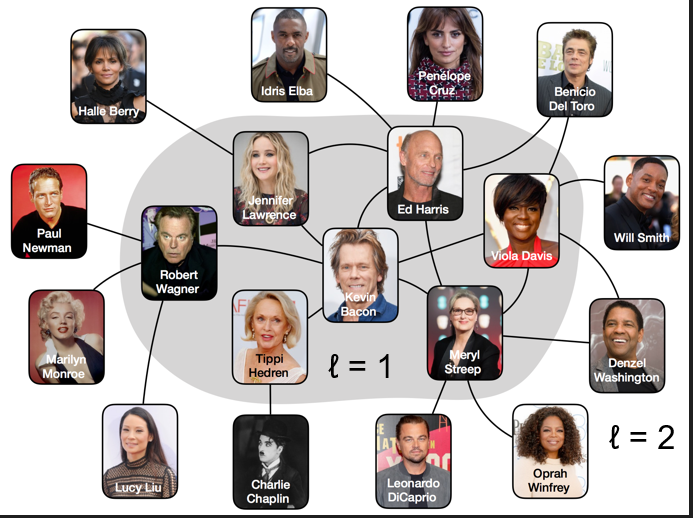 Halle Berry
Idris Elba
Penélope
Cruz
Benicio
Del Toro
Jennifer
Lawrence
Ed Harris
Viola Davis
Will Smith
Paul
Newman
Robert
Wagner
Kevin
Bacon
Marilyn
Monroe
Tippi
Hedren
ℓ = 1
Meryl
Streep
Denzel
Washington
Lucy Liu
Charlie
Chaplin
Leonardo
DiCaprio
Oprah
Winfrey
ℓ = 2